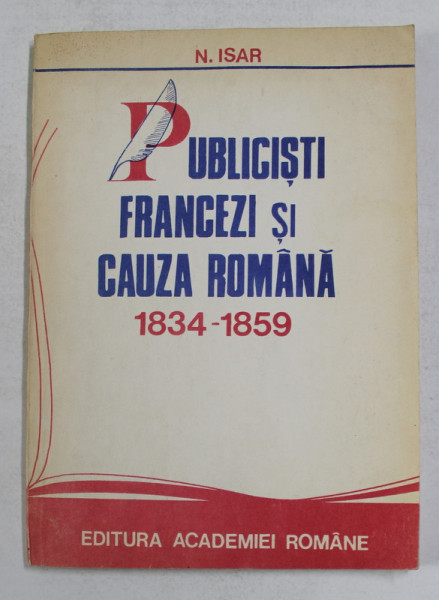 N. ISAR
PUBLICIȘTI
FRANCEZI ȘI
CAUZA ROMÂNĂ
1834-1859
EDITURA ACADEMIEI ROMÂNE